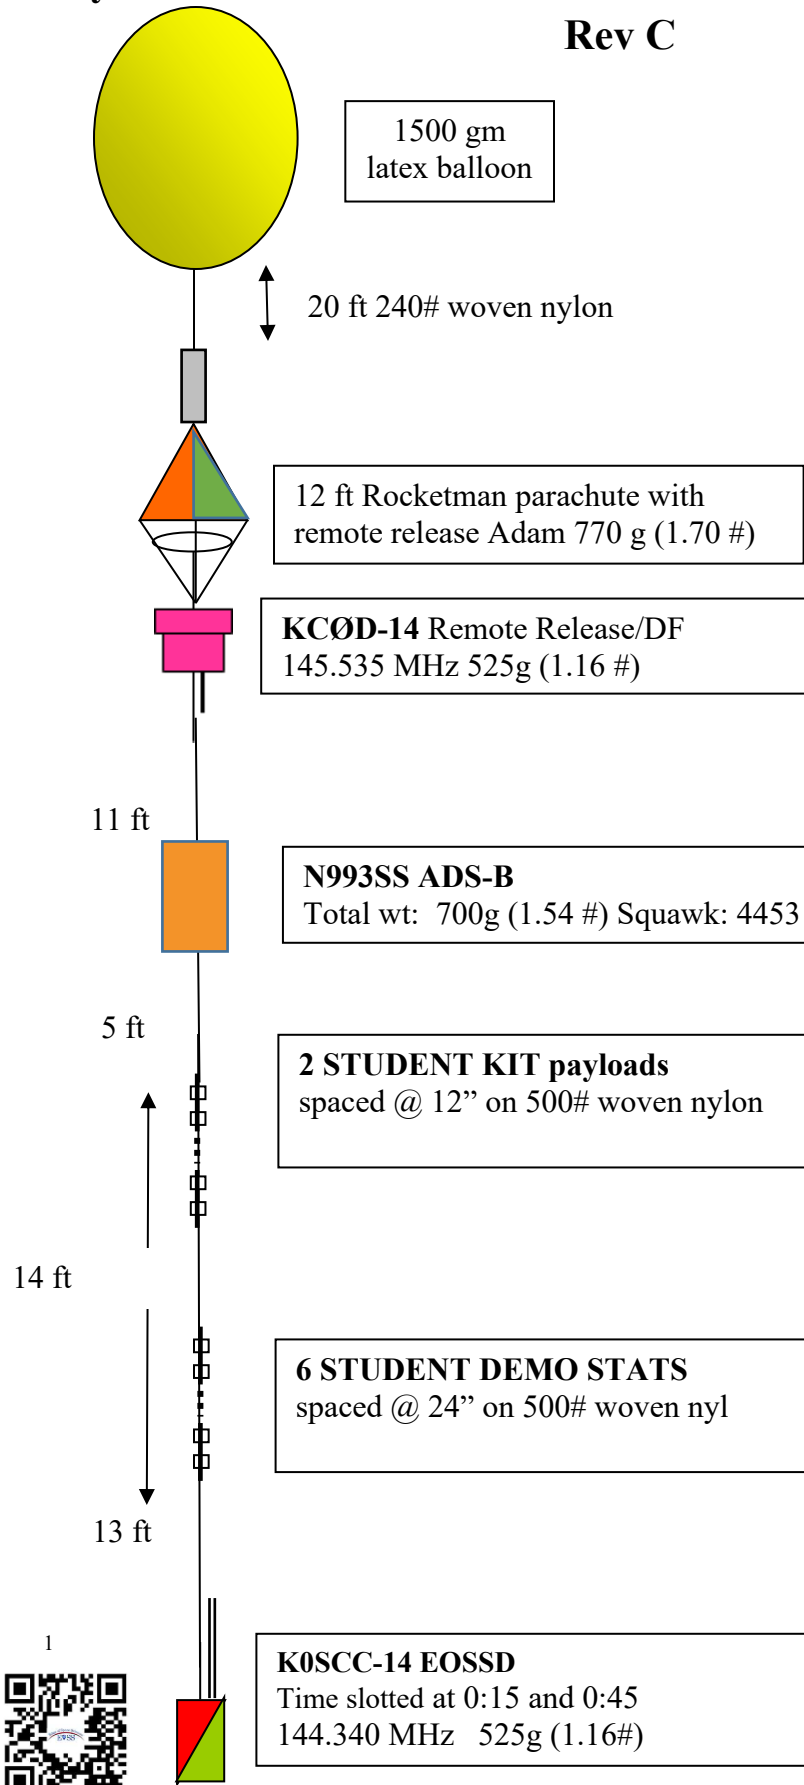 Rev C
1500 gm
latex balloon
20 ft 240# woven nylon
12 ft Rocketman parachute with
remote release Adam 770 g (1.70 #)
KCØD-14 Remote Release/DF
145.535 MHz 525g (1.16 #)
11 ft
N993SS ADS-B
Total wt:  700g (1.54 #) Squawk: 4453
5 ft
2 STUDENT KIT payloads
spaced @ 12” on 500# woven nylon
14 ft
6 STUDENT DEMO STATS
spaced @ 24” on 500# woven nyl
13 ft
1
K0SCC-14 EOSSD
Time slotted at 0:15 and 0:45
144.340 MHz   525g (1.16#)